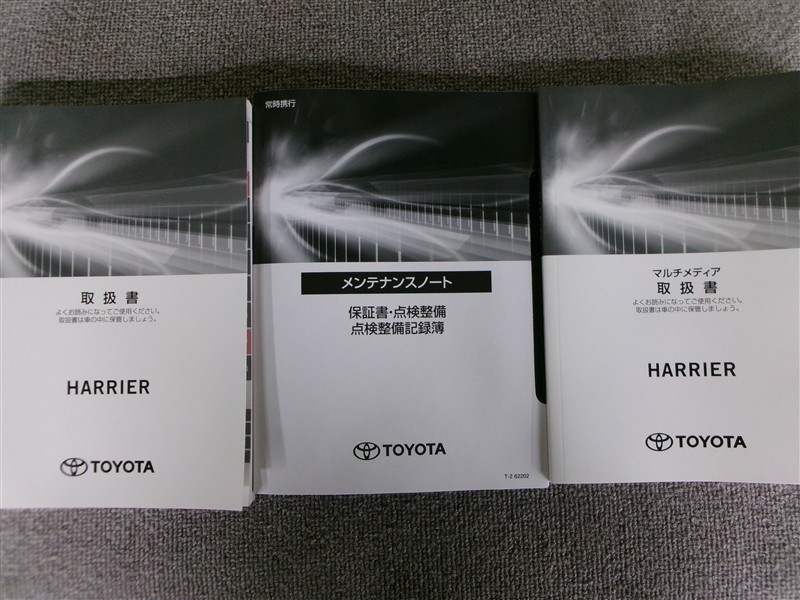 取扱書
よくお読みになってご使用ください。
取扱書は車の中に保管しましょう。
HARRIER
TOYOTA
常時携行
メンテナンスノート
保証書・点検整備
点検整備記録簿
TOYOTA
T-2 62202
マルチメディア
取扱書
よくお読みになってご使用ください。
取扱書は車の中に保管しましょう。
HARRIER
TOYOTA